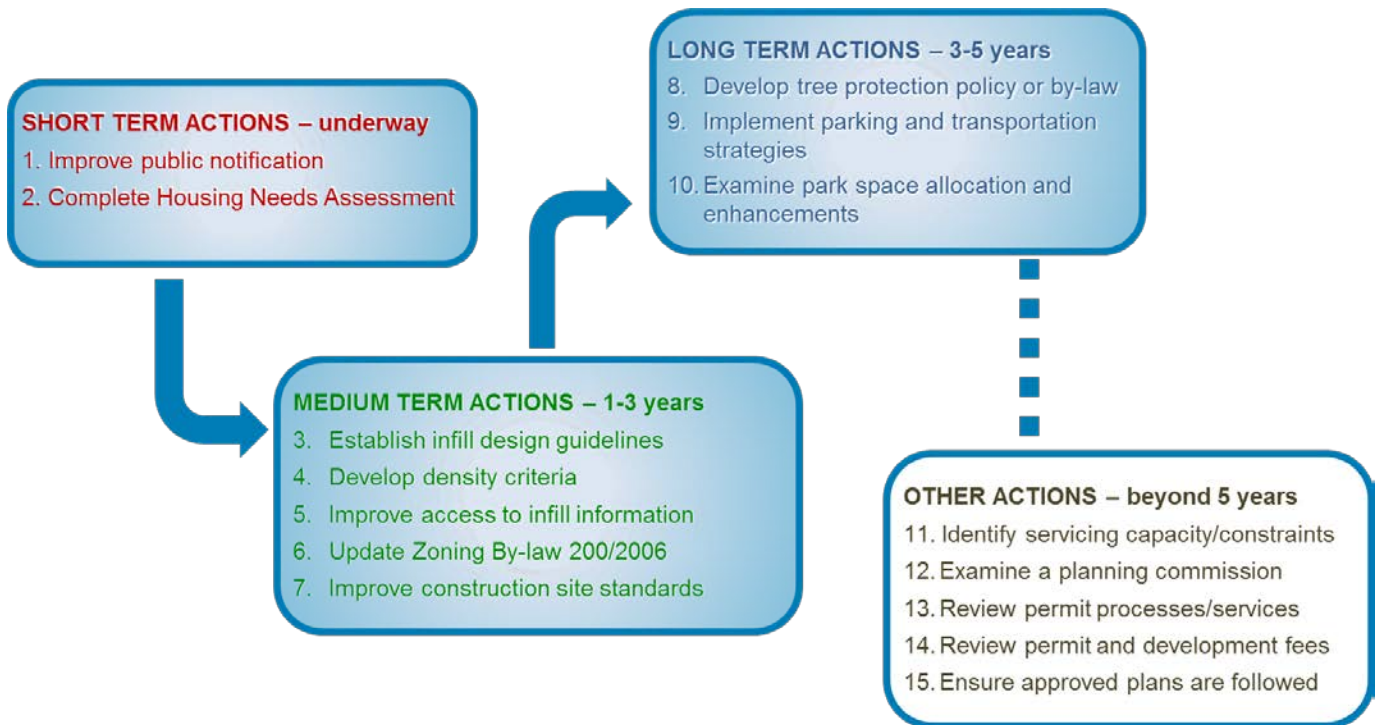 SHORT TERM ACTIONS – underway
1. Improve public notification
2. Complete Housing Needs Assessment
MEDIUM TERM ACTIONS – 1-3 years
3. Establish infill design guidelines
4. Develop density criteria
5. Improve access to infill information
6. Update Zoning By-law 200/2006
7. Improve construction site standards
LONG TERM ACTIONS – 3-5 years
8. Develop tree protection policy or by-law
9. Implement parking and transportation
strategies
10. Examine park space allocation and
enhancements
OTHER ACTIONS – beyond 5 years
11. Identify servicing capacity/constraints
12. Examine a planning commission
13. Review permit processes/services
14. Review permit and development fees
15. Ensure approved plans are followed